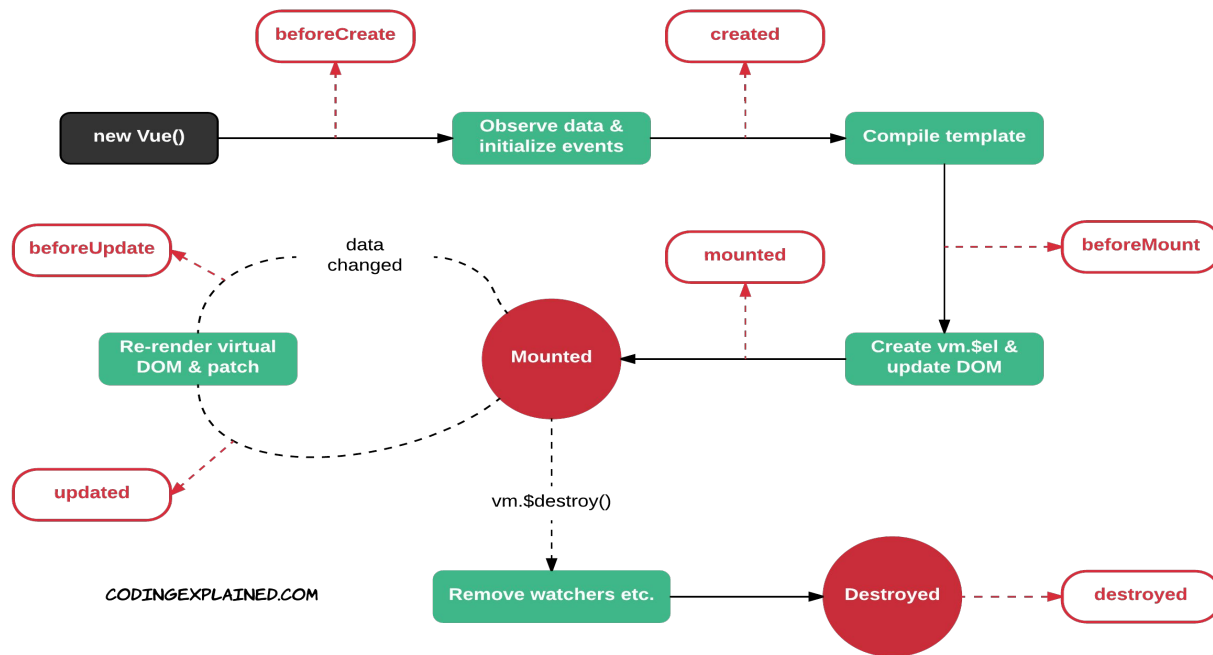 beforeCreate
created
new Vue()
Observe data &
initialize events
Compile template
beforeUpdate
data
changed
mounted
beforeMount
Re-render virtual
DOM & patch
Mounted
Create vm.$el &
update DOM
updated
vm.$destroy()
CODINGEXPLAINED.COM
Remove watchers etc.
Destroyed
destroyed